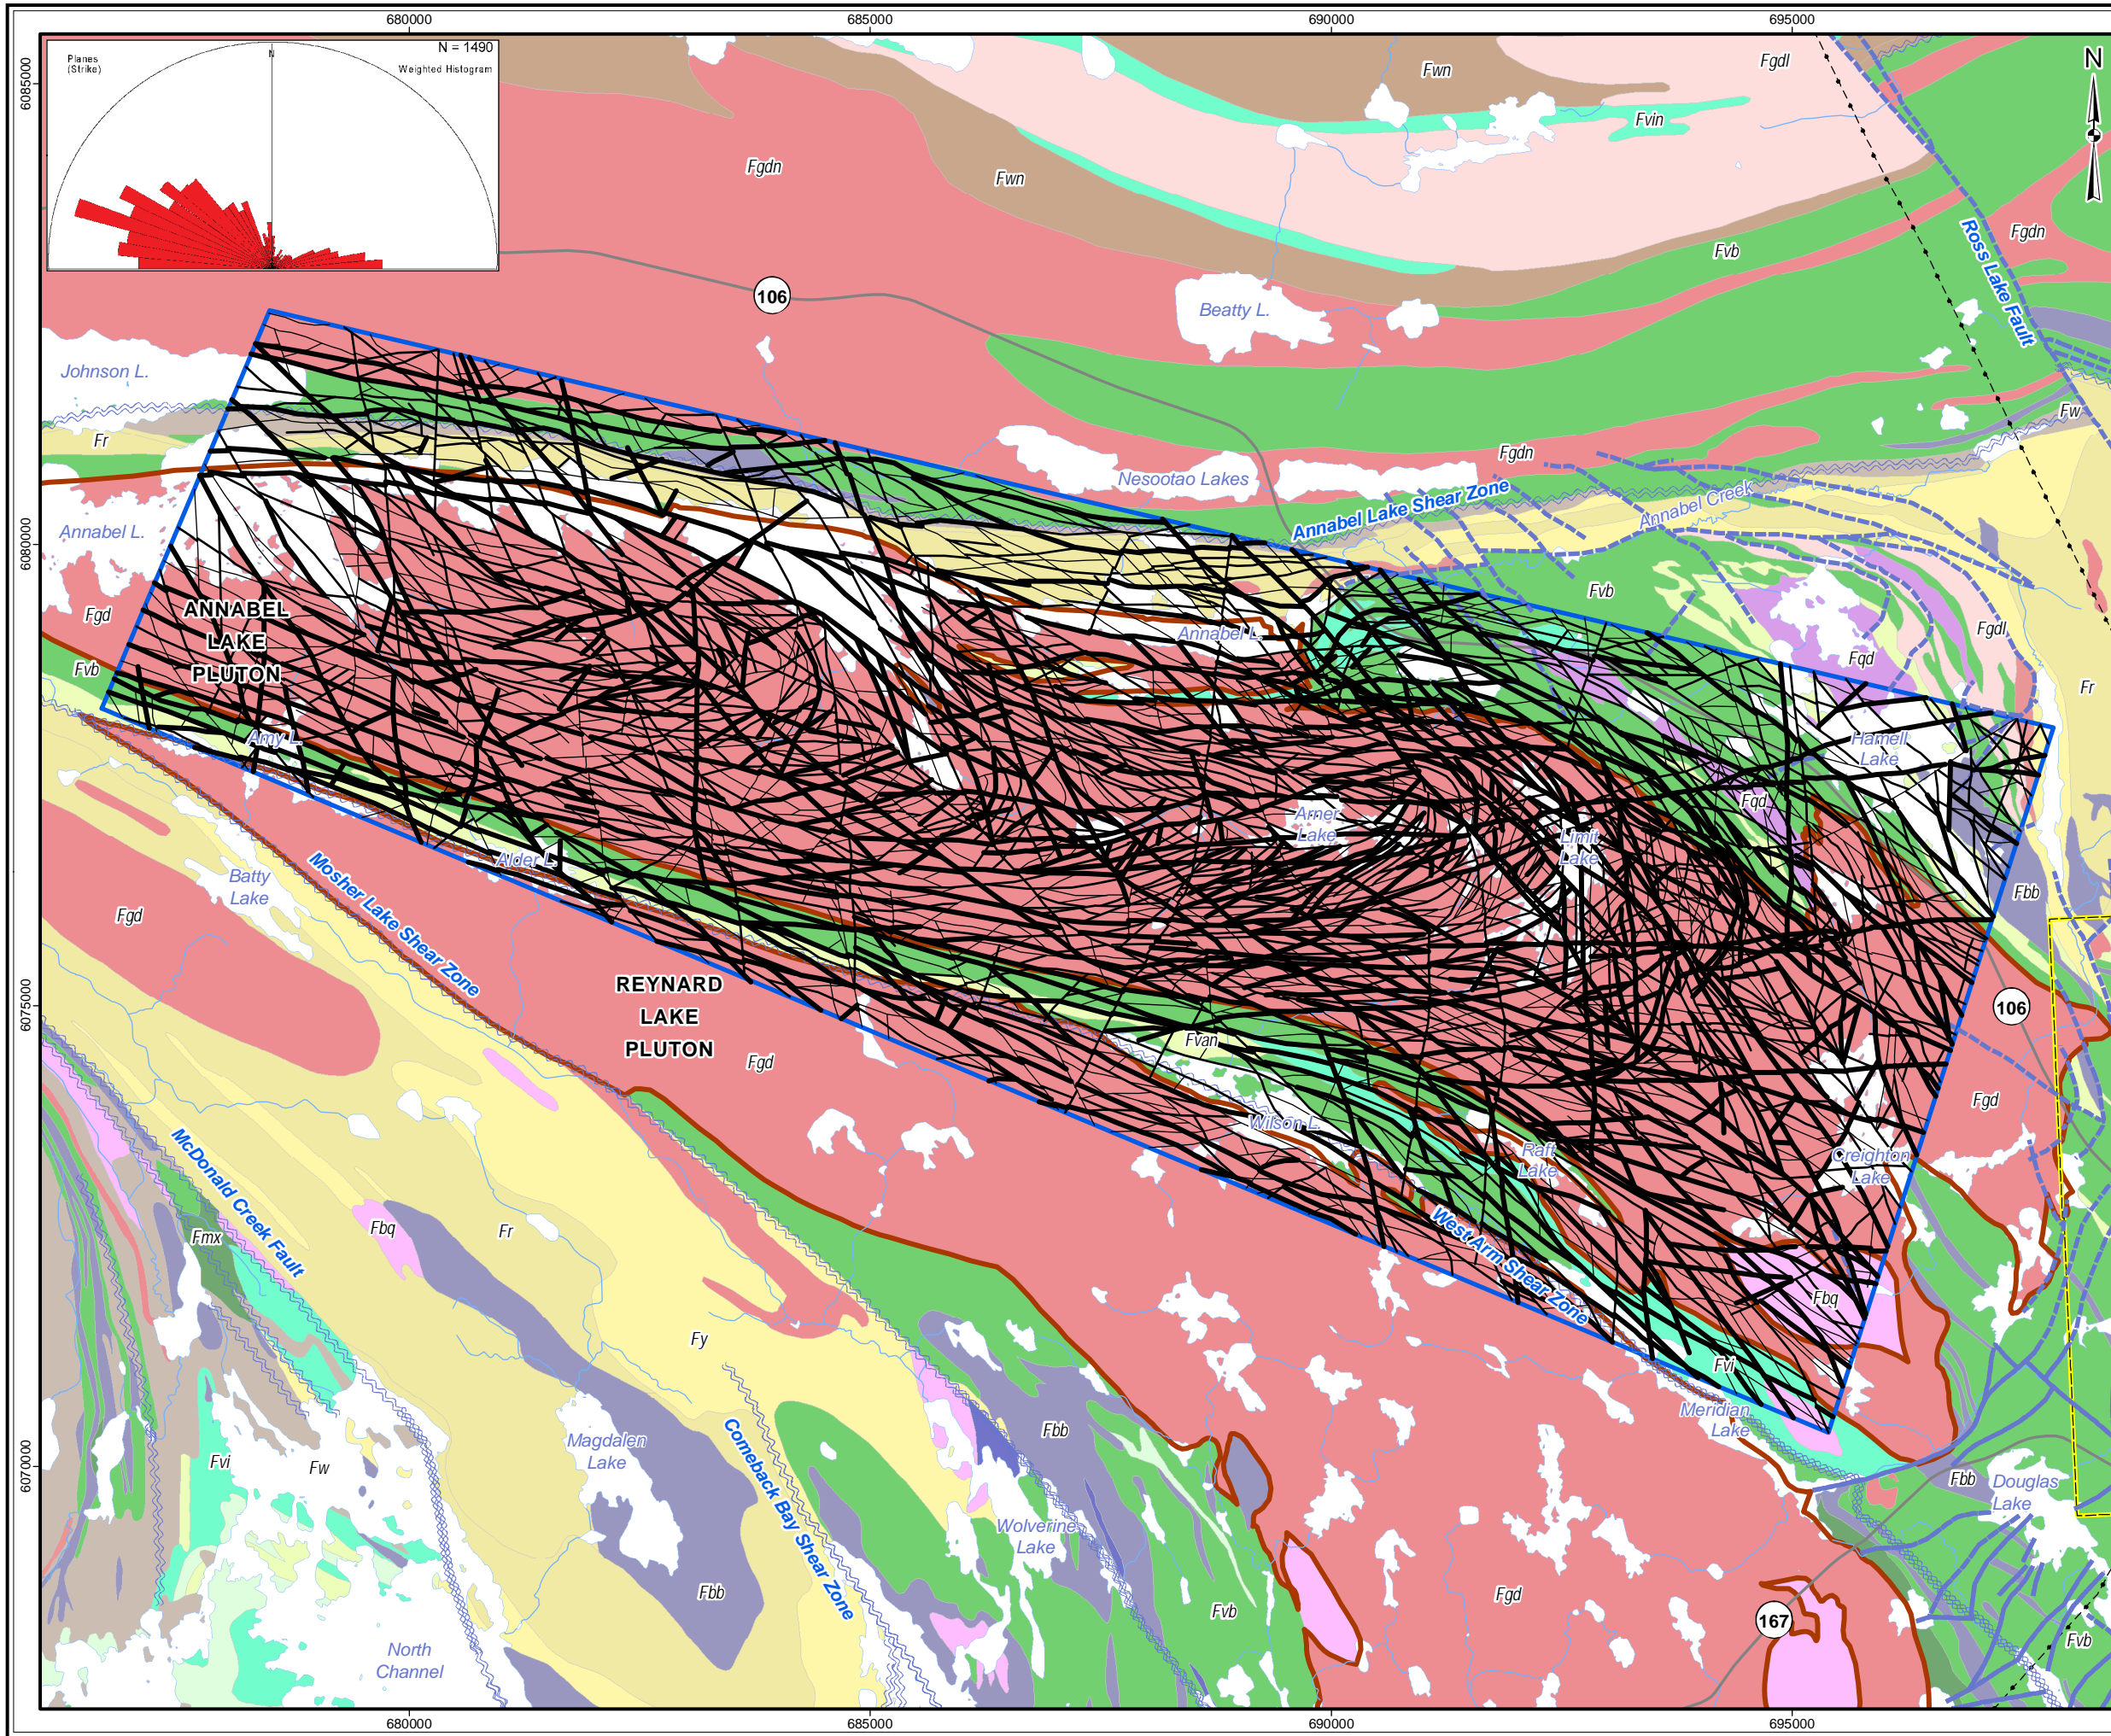 680000
685000
690000
695000
6085000
6080000
6075000
6070000
Planes
(Strike)
N
N = 1490
Weighted Histogram
N
Fwn
Fgdl
Fvin
Fgdn
Fwn
Fvb
Fgdn
Ross Lake Fault
106
Beatty L.
Johnson L.
Fw
Fr
Fgdn
Nesootao Lakes
Annabel Lake Shear Zone
Annabel Creek
Annabel L.
Fvb
Fgd
ANNABEL
LAKE
PLUTON
Annabel L.
Fgdl
Fqd
Fvb
Fr
Amy L.
Hamell
Lake
Fqd
Arner
Lake
Limit
Lake
Alder L.
Batty
Lake
Mosher Lake Shear Zone
Fbb
Fgd
REYNARD
LAKE
PLUTON
106
Fvan
Fgd
Fgd
Wilson L.
Raft
Lake
Creighton
Lake
McDonald Creek Fault
Fmx
Fbq
Fr
West Arm Shear Zone
Fbq
Fy
Fvi
Meridian
Lake
Comeback Bay Shear Zone
Magdalen
Lake
Fbb
Fvi
Fw
Fbb
Douglas
Lake
Wolverine
Lake
Fbb
Fvb
Fgd
167
North
Channel
Fvb
680000
685000
690000
695000